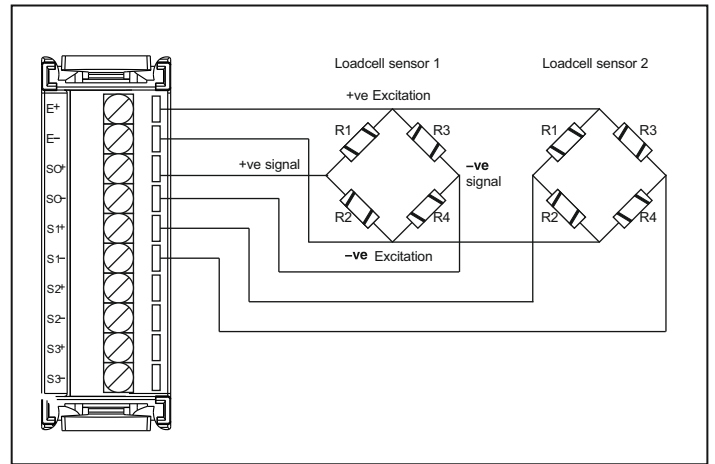 Loadcell sensor 1
Loadcell sensor 2
+ve Excitation
E+
E-
SO+
SO-
S1+
S1-
S2+
S2-
S3+
S3-
R1
R3
R2
R4
+ve signal
–ve
signal
–ve Excitation
R1
R3
R2
R4